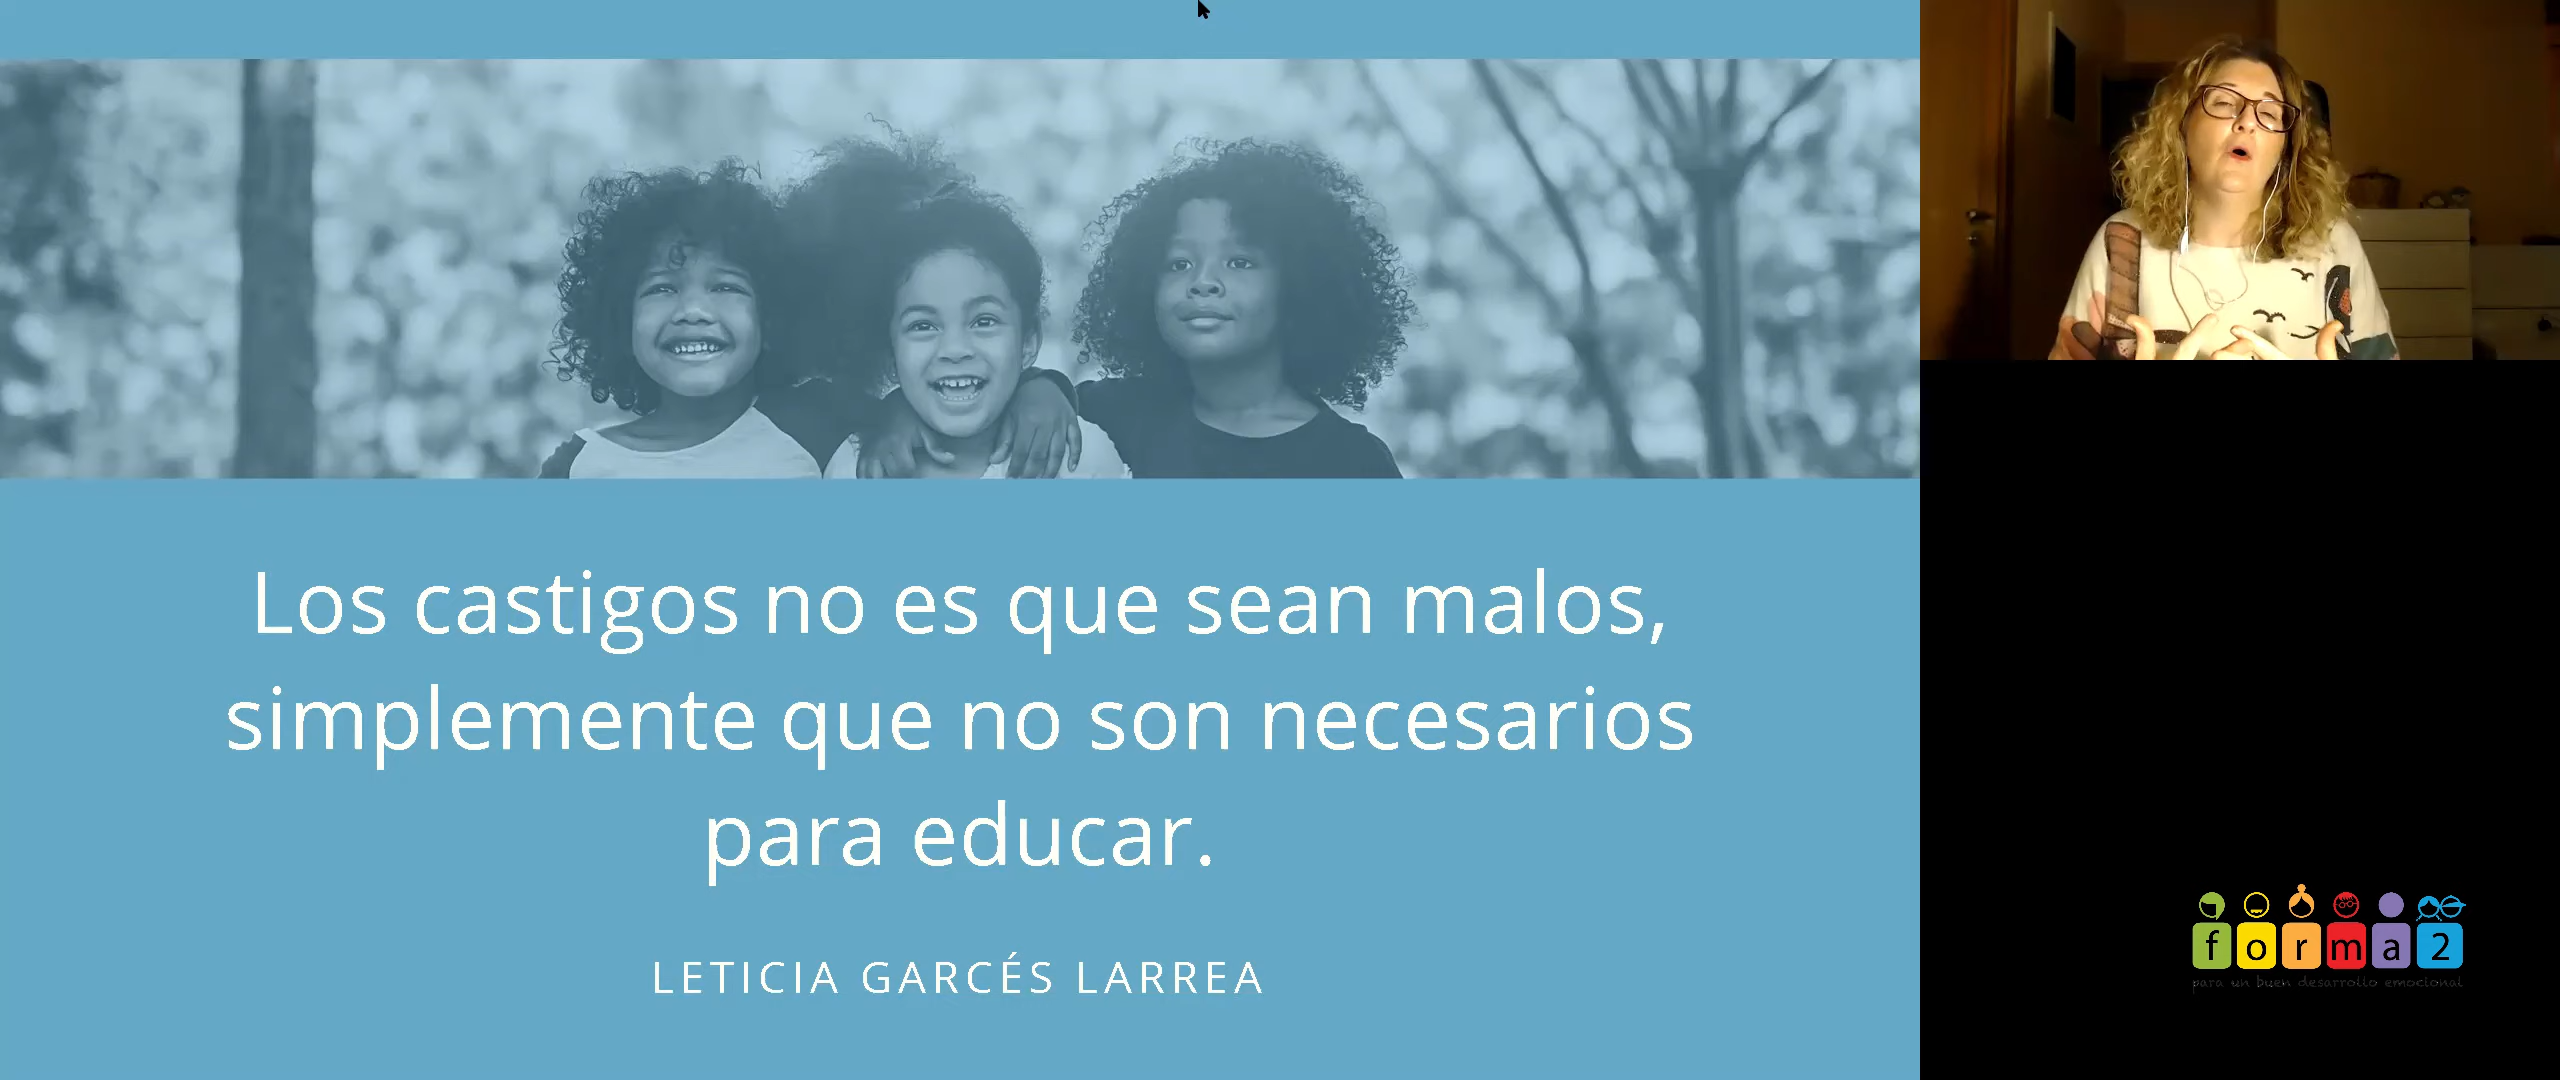 Los castigos no es que sean malos,
simplemente que no son necesarios
para educar.
LETICIA GARCÉS LARREA
forma2
para un buen desarrollo emocional